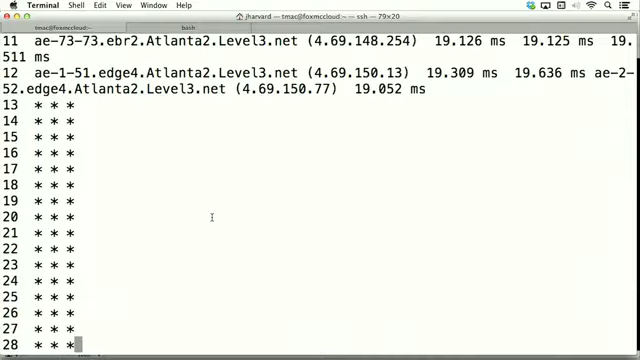 Terminal Shell Edit View Window Help
jharvard — tmac@foxmccloud:~ — ssh — 79×20
tmac@foxmccloud:~ bash
11 ae-73-73.ebr2.Atlanta2.Level3.net (4.69.148.254) 19.126 ms 19.125 ms 19.
511 ms
12 ae-1-51.edge4.Atlanta2.Level3.net (4.69.150.13) 19.309 ms 19.636 ms ae-2-
52.edge4.Atlanta2.Level3.net (4.69.150.77) 19.052 ms
13 * * *
14 * * *
15 * * *
16 * * *
17 * * *
18 * * *
19 * * *
20 * * *
21 * * *
22 * * *
23 * * *
24 * * *
25 * * *
26 * * *
27 * * *
28 * * *